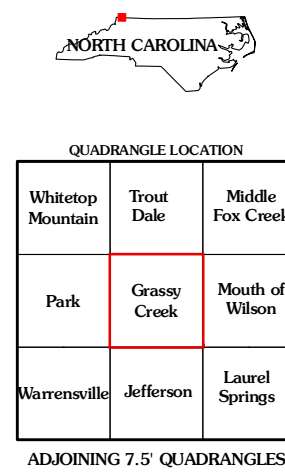 NORTH CAROLINA
QUADRANGLE LOCATION
Whitetop
Mountain
Trout
Dale
Middle
Fox Creek
Park
Grassy
Creek
Mouth of
Wilson
Warrensville
Jefferson
Laurel
Springs
ADJOINING 7.5' QUADRANGLES